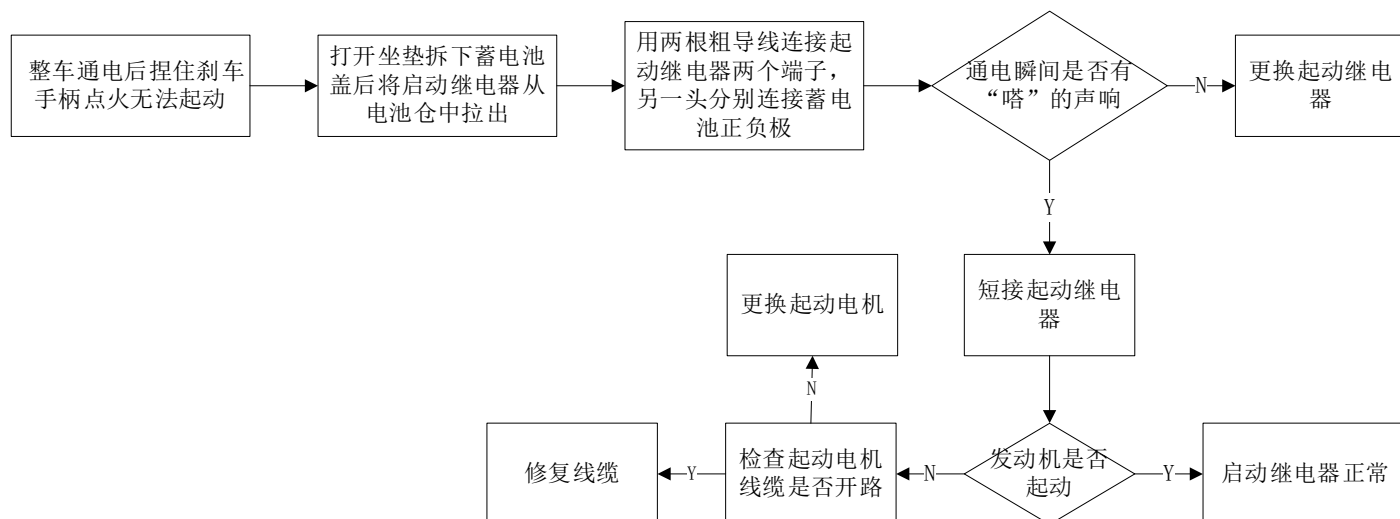 整车通电后捏住刹车
手柄点火无法起动
打开坐垫拆下蓄电池
盖后将启动继电器从
电池仓中拉出
用两根粗导线连接起
动继电器两个端子，
另一头分别连接蓄电
池正负极
通电瞬间是否有
“嗒”的声响
N
更换起动继电
器
Y
短接起动继电
器
更换起动电机
N
发动机是否
起动
Y
启动继电器正常
N
检查起动电机
线缆是否开路
Y
修复线缆